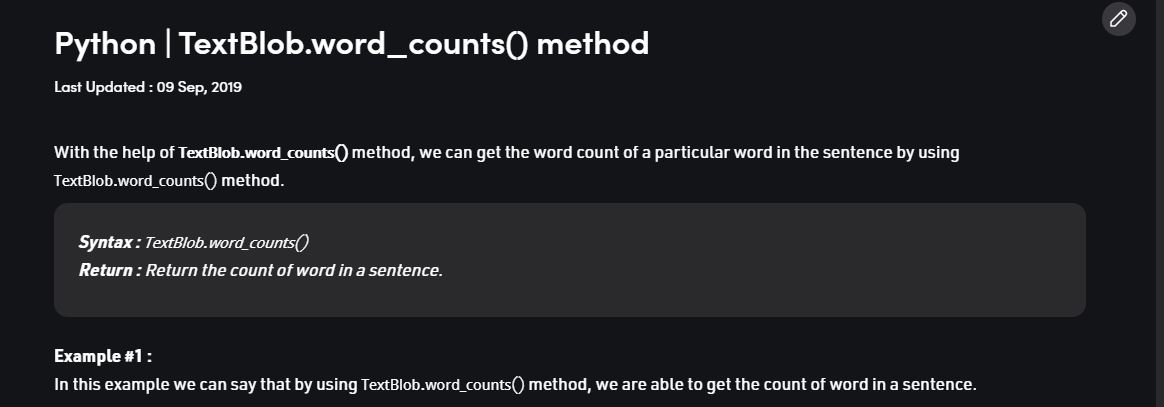 Python | TextBlob.word_counts() method
Last Updated : 09 Sep, 2019
With the help of TextBlob.word_counts() method, we can get the word count of a particular word in the sentence by using
TextBlob.word_counts() method.
Syntax : TextBlob.word_counts()
Return : Return the count of word in a sentence.
Example #1 :
In this example we can say that by using TextBlob.word_counts() method, we are able to get the count of word in a sentence.